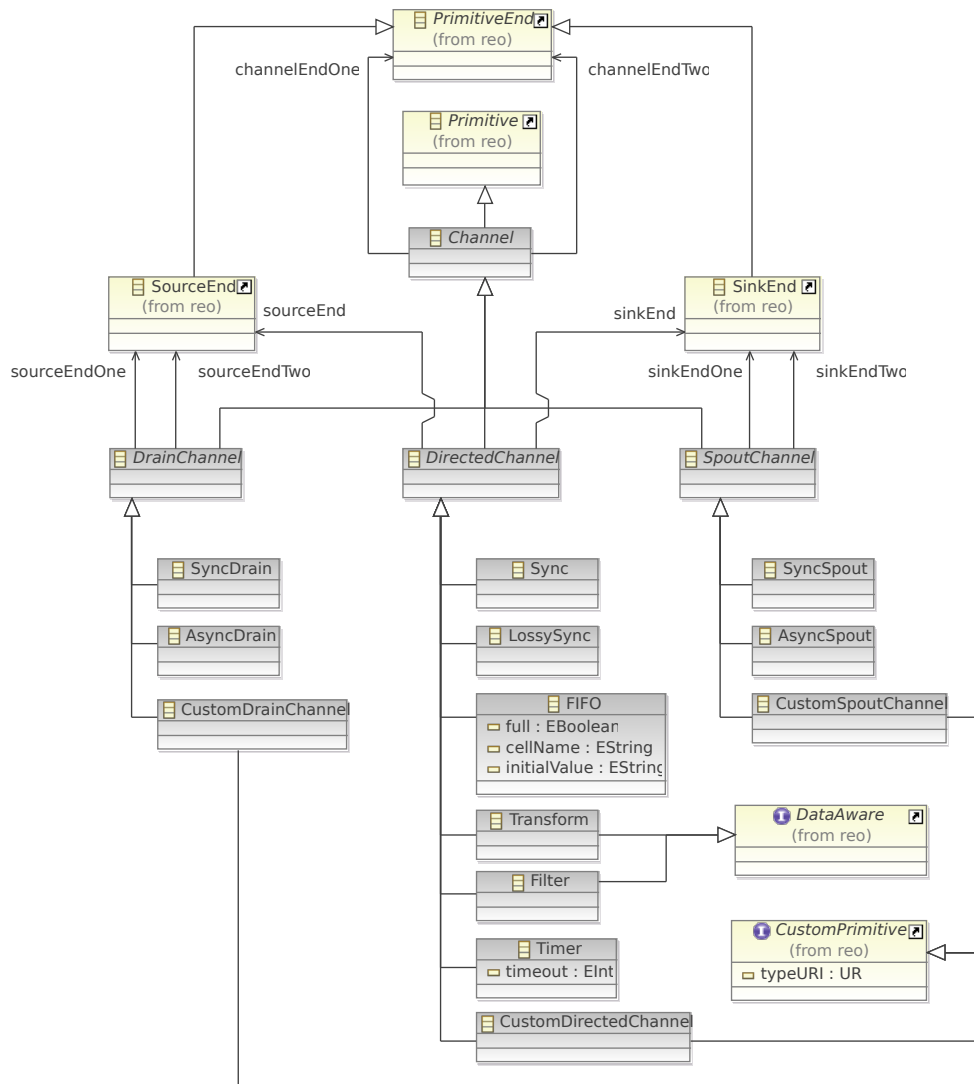 PrimitiveEnd
(from reo)
channelEndOne
channelEndTwo
Primitive
(from reo)
Channel
SourceEnd
(from reo)
SinkEnd
(from reo)
sourceEnd
sinkEnd
sourceEndOne
sourceEndTwo
sinkEndOne
sinkEndTwo
DrainChannel
DirectedChannel
SpoutChannel
SyncDrain
Sync
SyncSpout
AsyncDrain
LossySync
AsyncSpout
CustomDrainChannel
FIFO
full : EBoolean
cellName : EString
initialValue : EString
CustomSpoutChannel
Transform
I DataAware
(from reo)
Filter
I CustomPrimitive
(from reo)
typeURI : UR
Timer
timeout : EInt
CustomDirectedChannel